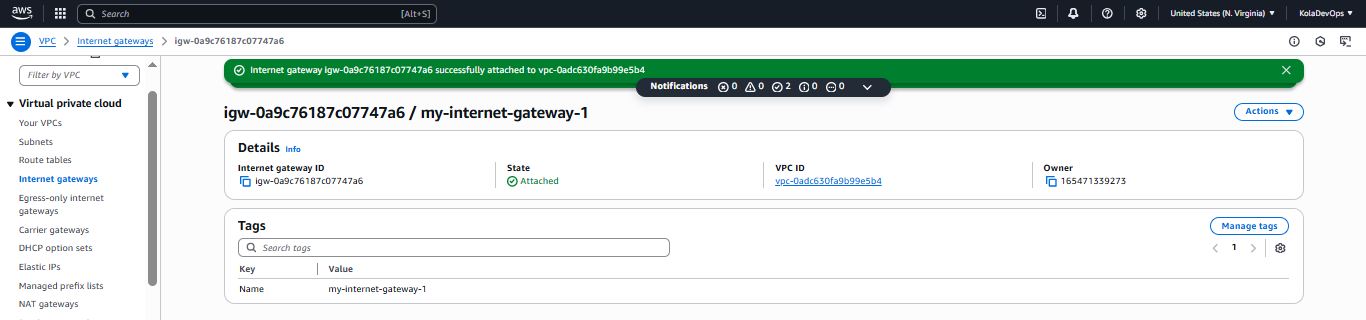 aws Search [Alt+S] United States (N. Virginia) KolaDevOps
VPC > Internet gateways > igw-0a9c76187c07747a6
Filter by VPC
Virtual private cloud
Your VPCs
Subnets
Route tables
Internet gateways
Egress-only internet
gateways
Carrier gateways
DHCP option sets
Elastic IPs
Managed prefix lists
NAT gateways
Internet gateway igw-0a9c76187c07747a6 successfully attached to vpc-0adc630fa9b99e5b4
Notifications 0 0 2 0 0
igw-0a9c76187c07747a6 / my-internet-gateway-1
Actions
Details Info
Internet gateway ID
igw-0a9c76187c07747a6
State
Attached
VPC ID
vpc-0adc630fa9b99e5b4
Owner
165471339273
Tags
Manage tags
Search tags
1
Key Value
Name my-internet-gateway-1